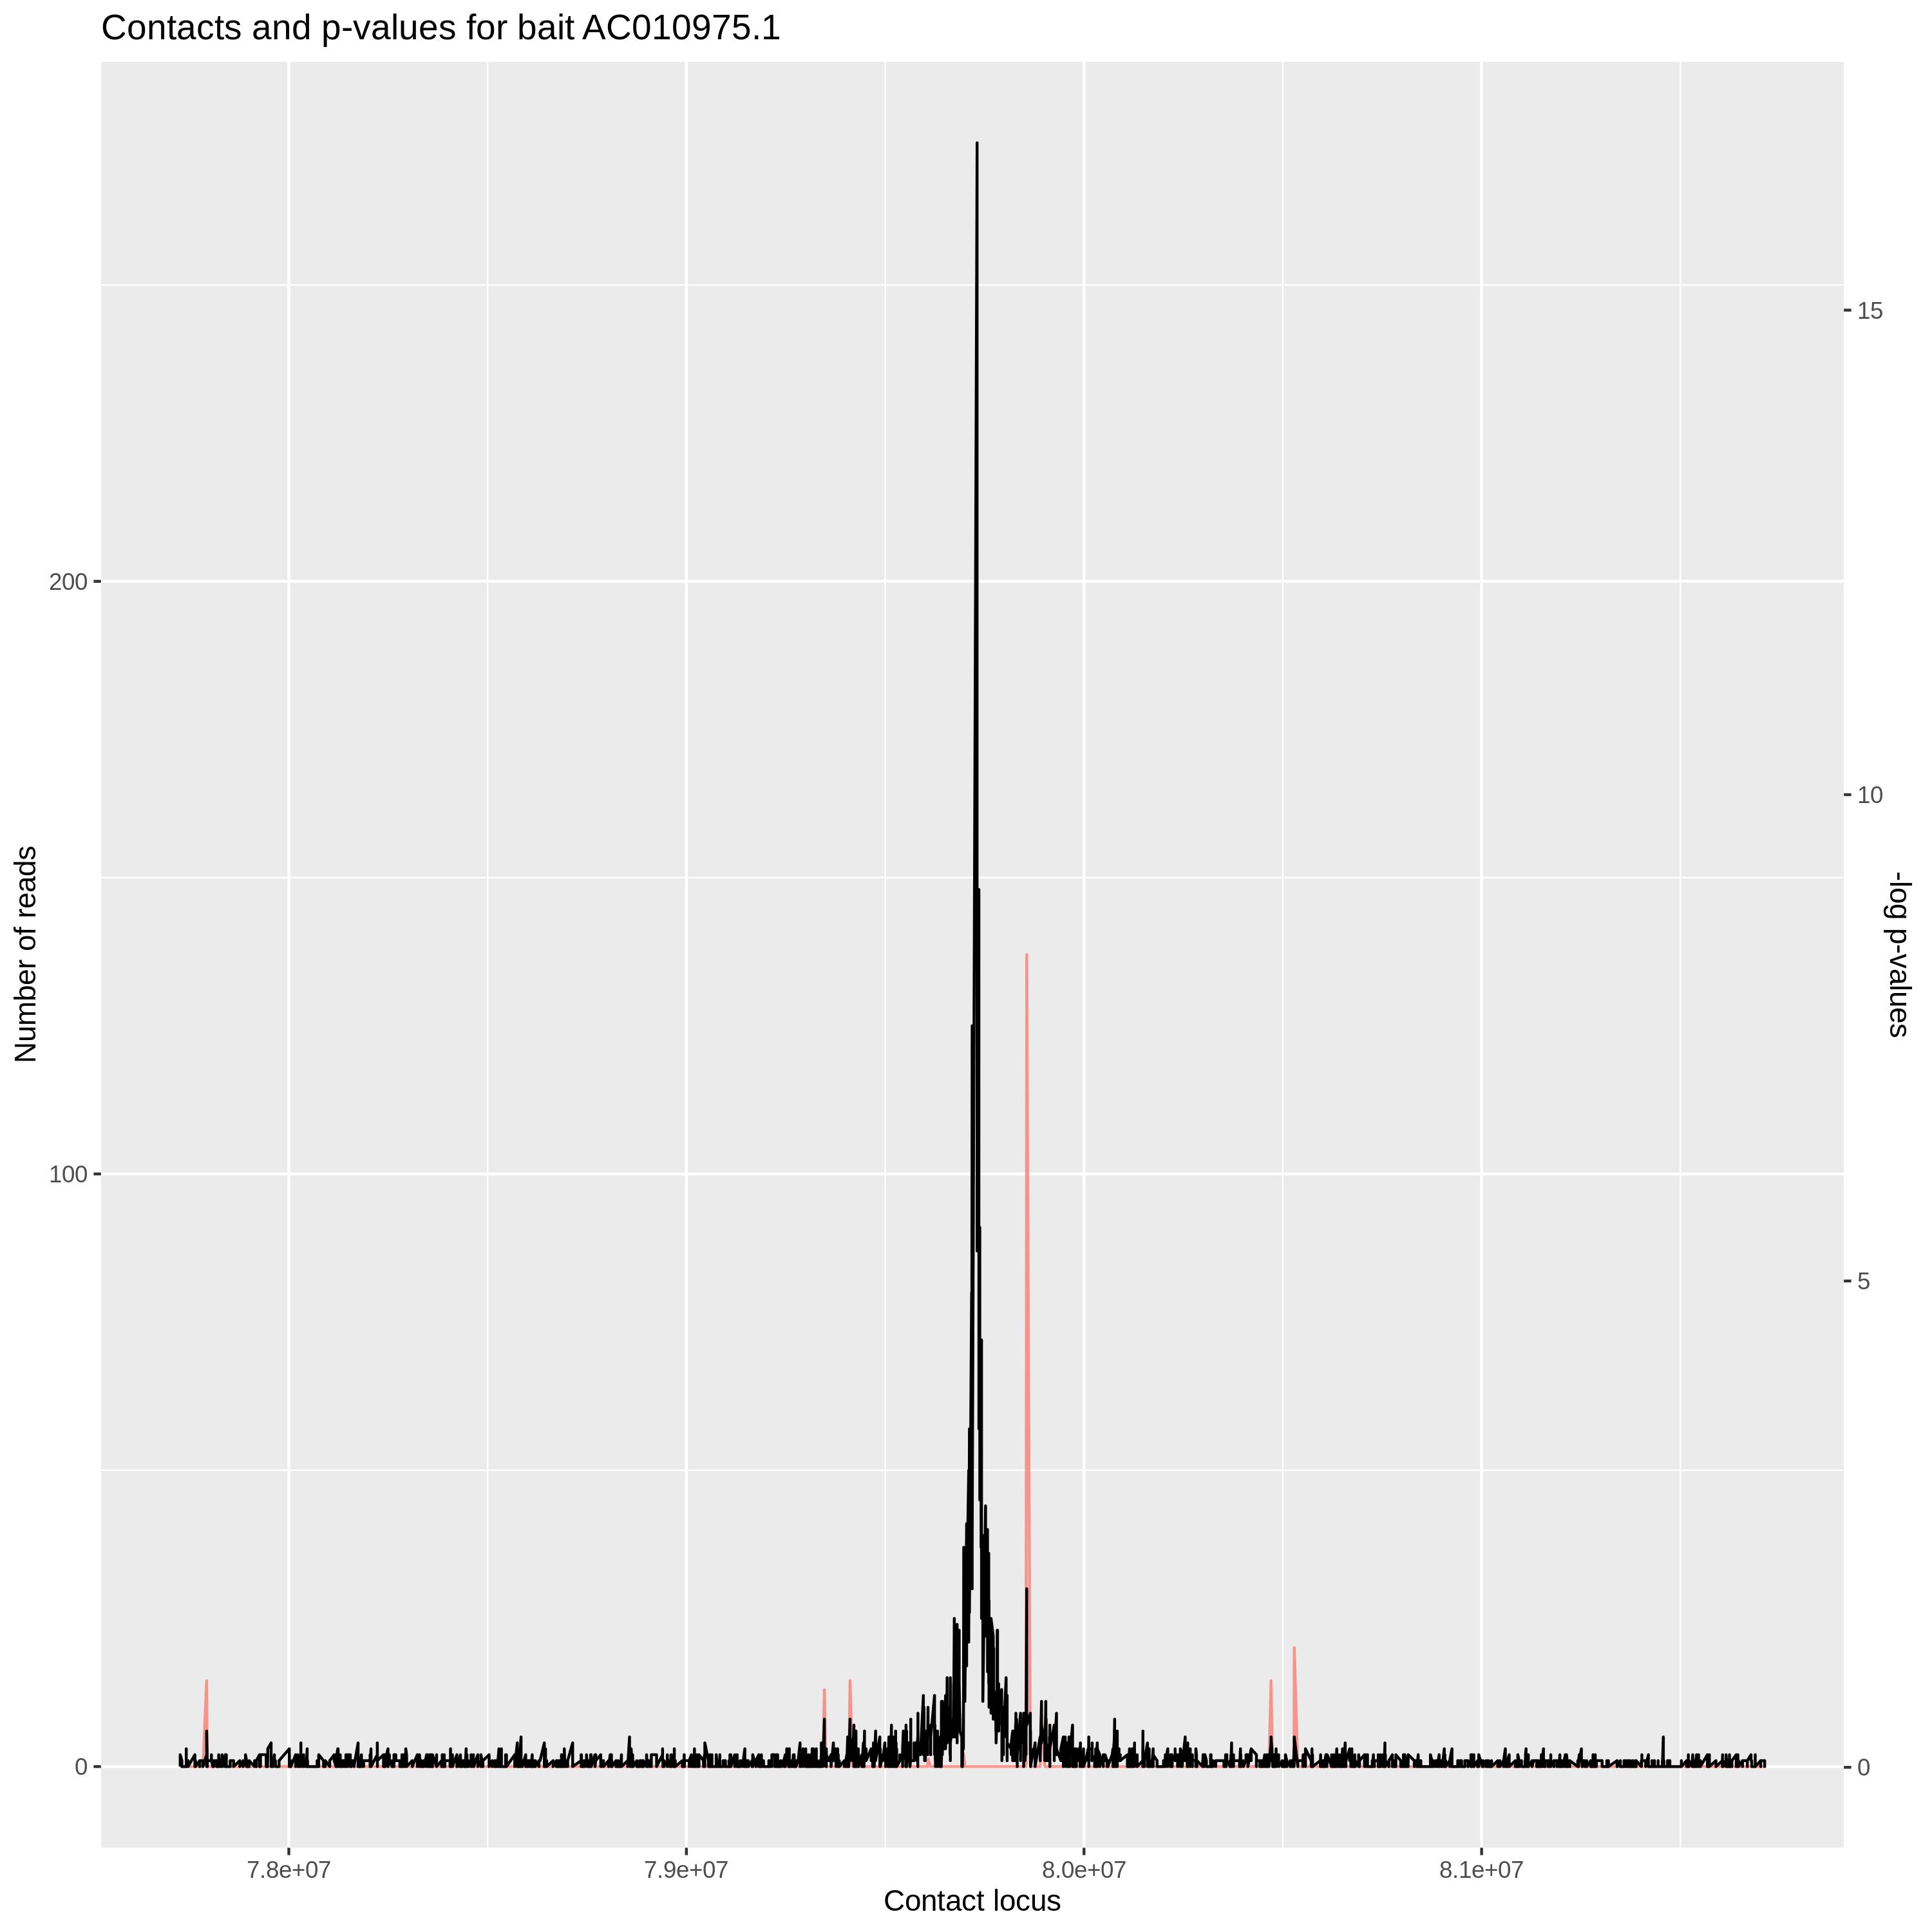 Contacts and p-values for bait AC010975.1
Number of reads
200
100
0
15
10
5
0
-log p-values
7.8e+07 7.9e+07 8.0e+07 8.1e+07
Contact locus